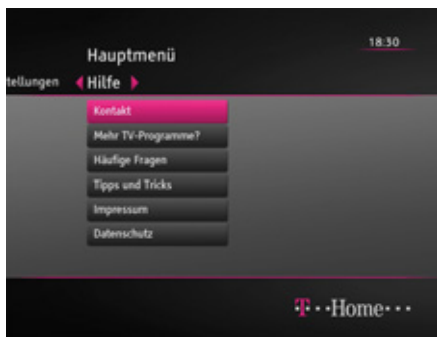 18:30
Hauptmenü
tellungen Hilfe
Kontakt
Mehr TV-Programme?
Häufige Fragen
Tipps und Tricks
Impressum
Datenschutz
T··Home···